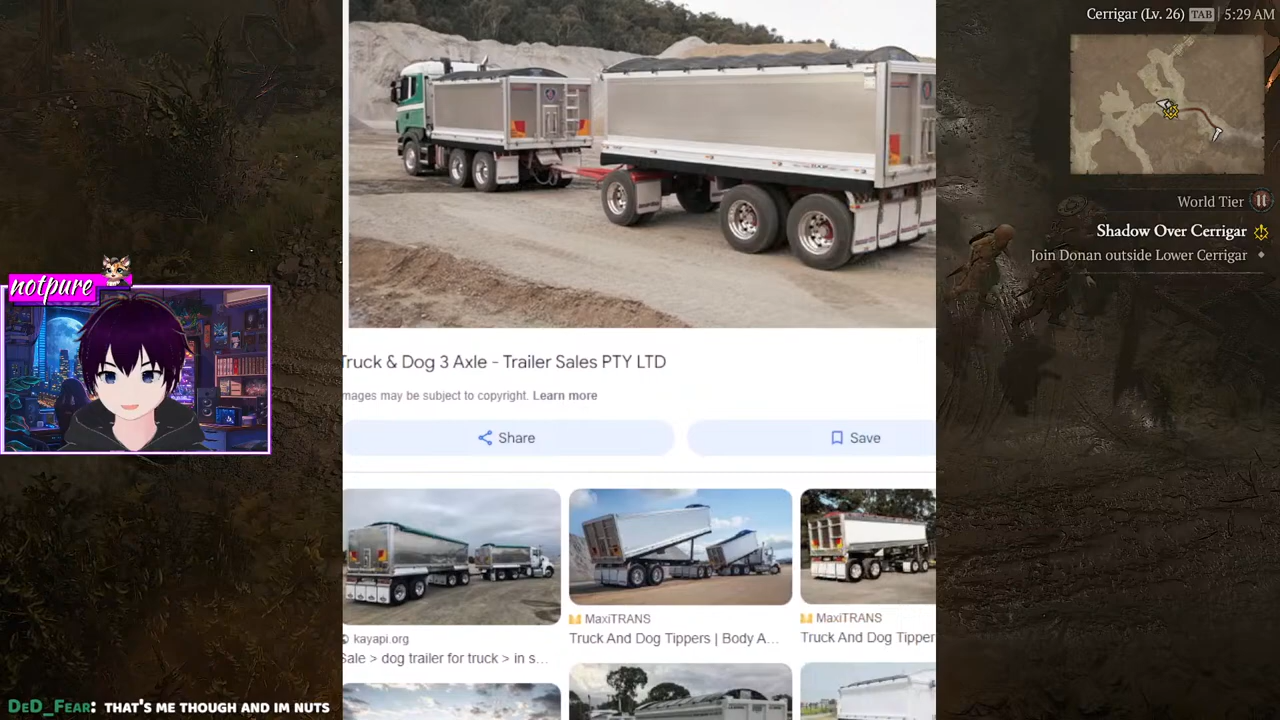 Cerrigar (Lv. 26) TAB 5:29 AM
World Tier II
Shadow Over Cerrigar
Join Donan outside Lower Cerrigar
notpure
Truck & Dog 3 Axle - Trailer Sales PTY LTD
mages may be subject to copyright. Learn more
Share
Save
MaxiTRANS
MaxiTRANS
kayapi.org
Truck And Dog Tippers | Body A...
Truck And Dog Tipper
Sale > dog trailer for truck > in s...
DeD_Fear: THAT'S ME THOUGH AND IM NUTS